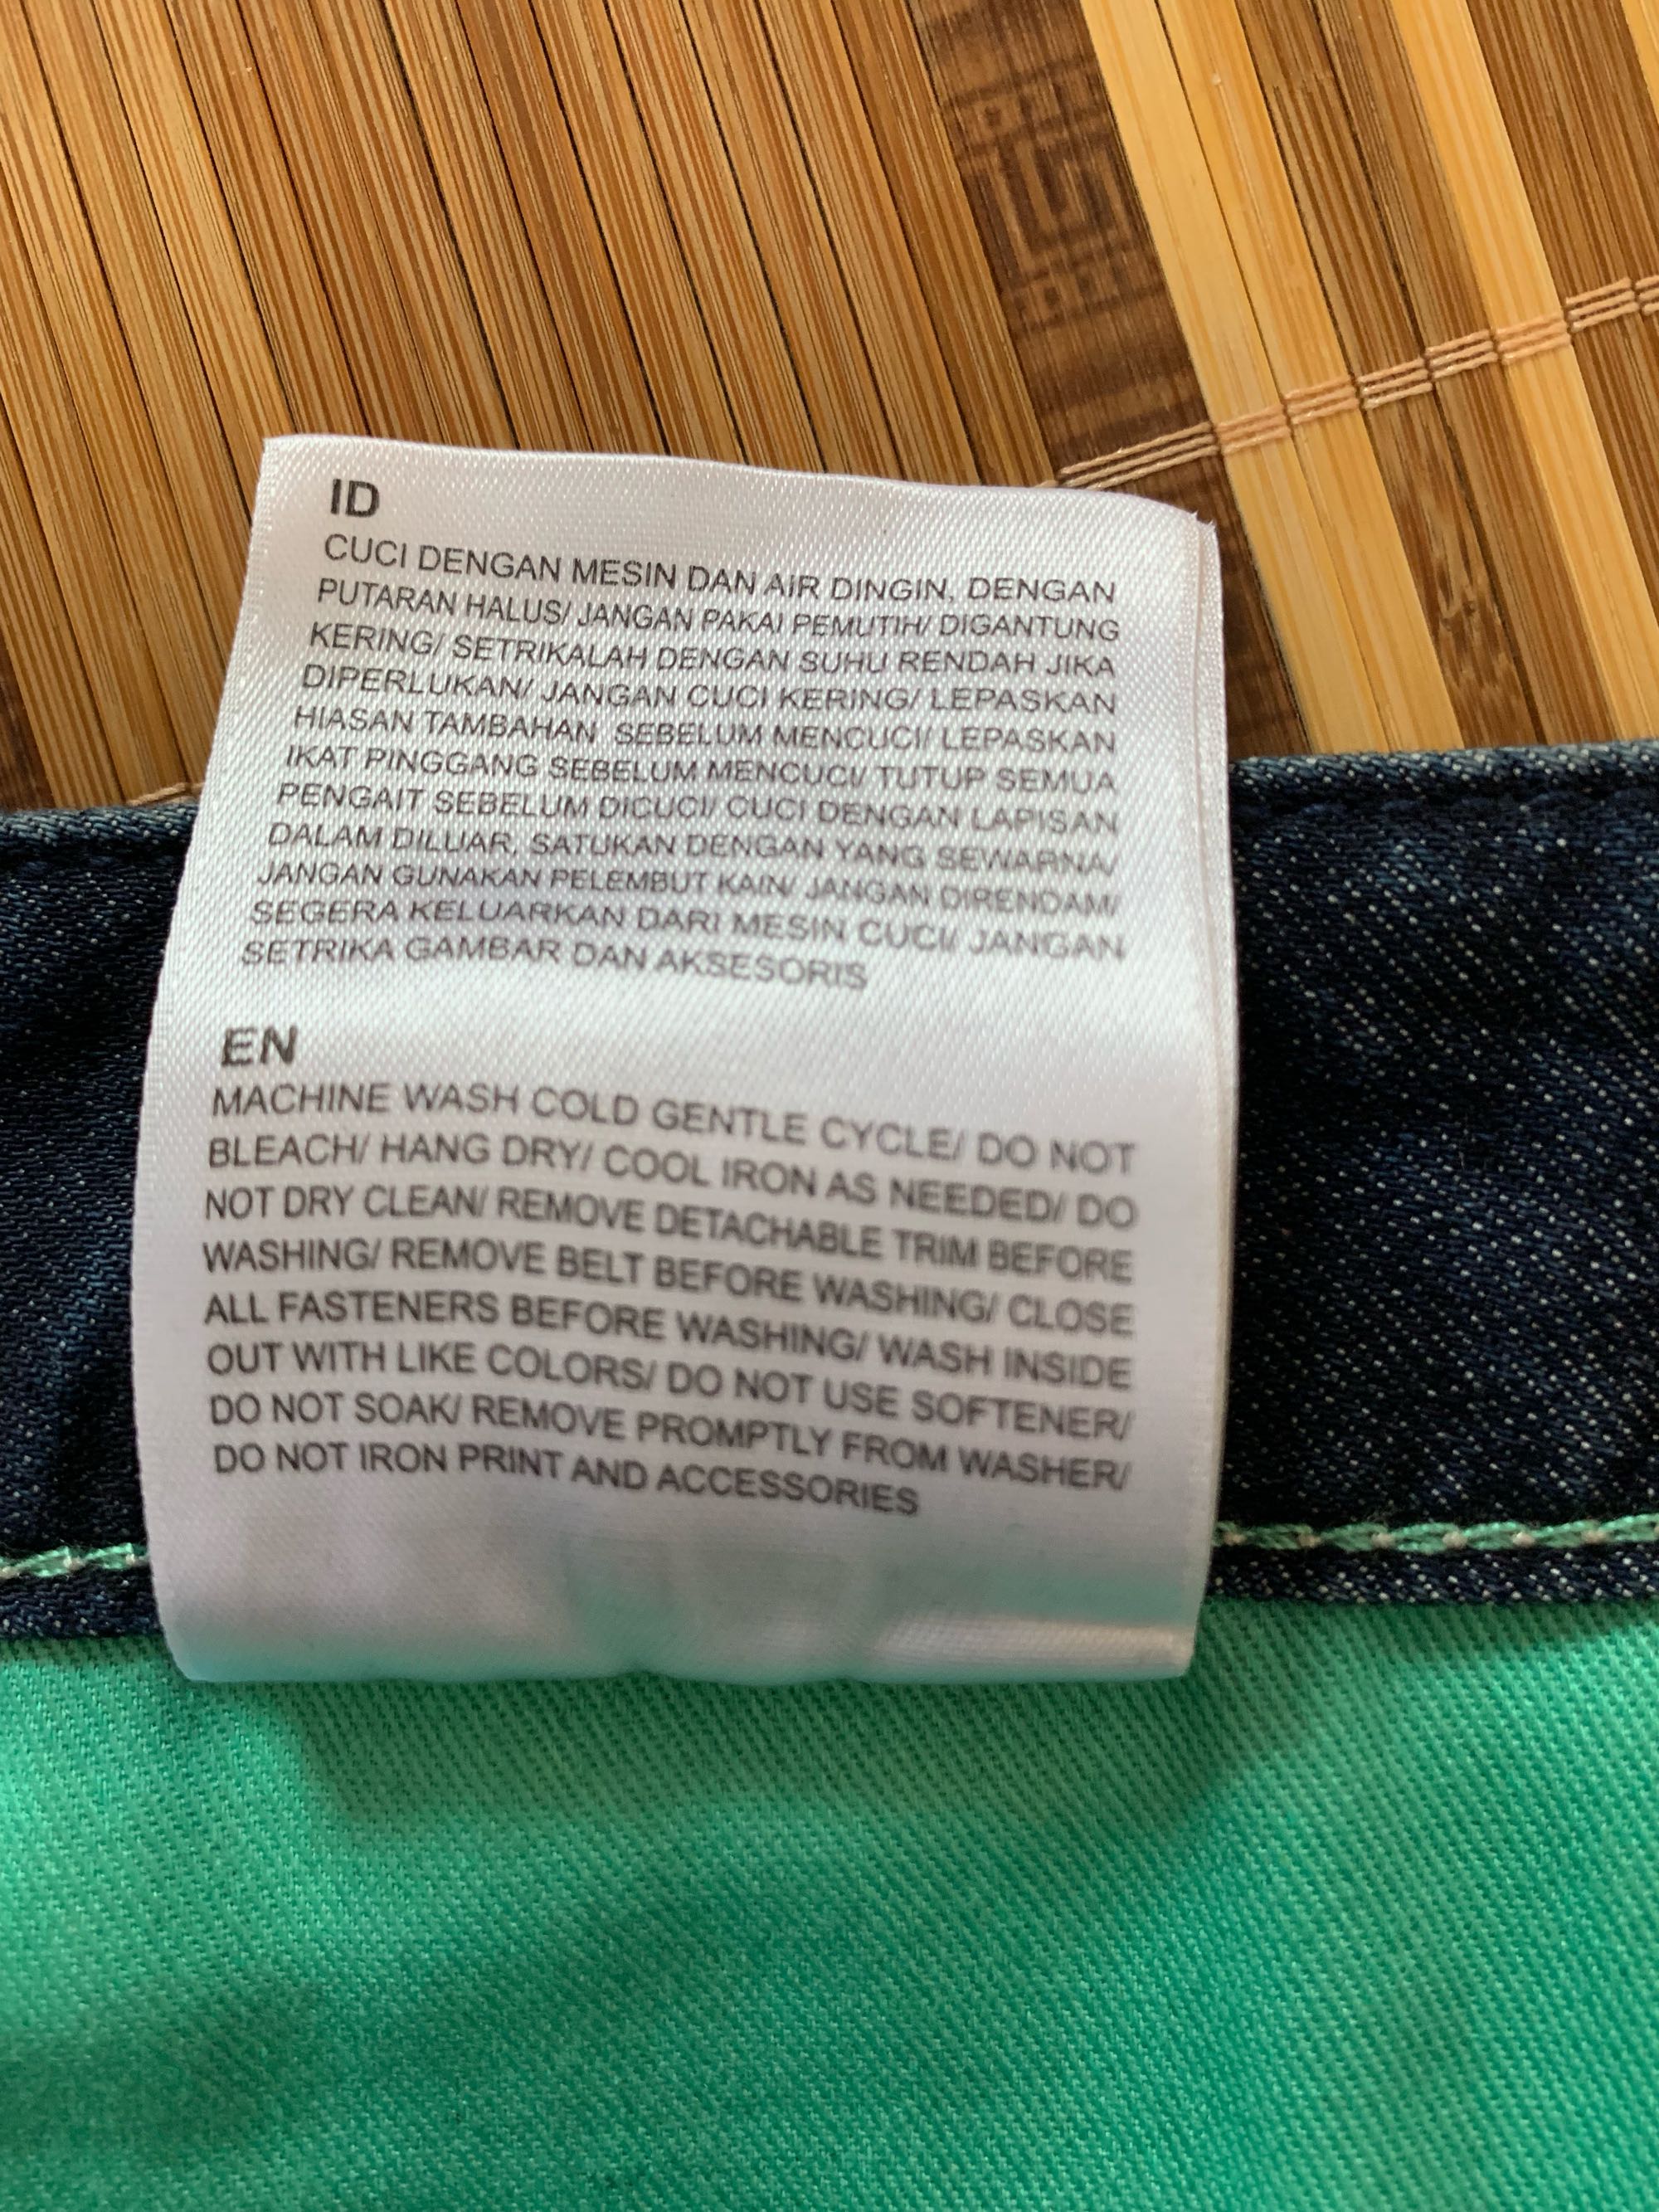 ID
CUCI DENGAN MESIN DAN AIR DINGIN, DENGAN
PUTARAN HALUS/ JANGAN PAKAI PEMUTIH/ DIGANTUNG
KERING/ SETRIKALAH DENGAN SUHU RENDAH JIKA
DIPERLUKAN/ JANGAN CUCI KERING/ LEPASKAN
HIASAN TAMBAHAN SEBELUM MENCUCI/ LEPASKAN
IKAT PINGGANG SEBELUM MENCUCI/ TUTUP SEMUA
PENGAIT SEBELUM DICUCI/ CUCI DENGAN LAPISAN
DALAM DILUAR, SATUKAN DENGAN YANG SEWARNA/
JANGAN GUNAKAN PELEMBUT KAIN/ JANGAN DIRENDAM/
SEGERA KELUARKAN DARI MESIN CUCI/ JANGAN
SETRIKA GAMBAR DAN AKSESORIS
EN
MACHINE WASH COLD GENTLE CYCLE/ DO NOT
BLEACH/ HANG DRY/ COOL IRON AS NEEDED/ DO
NOT DRY CLEAN/ REMOVE DETACHABLE TRIM BEFORE
WASHING/ REMOVE BELT BEFORE WASHING/ CLOSE
ALL FASTENERS BEFORE WASHING/ WASH INSIDE
OUT WITH LIKE COLORS/ DO NOT USE SOFTENER/
DO NOT SOAK/ REMOVE PROMPTLY FROM WASHER/
DO NOT IRON PRINT AND ACCESSORIES